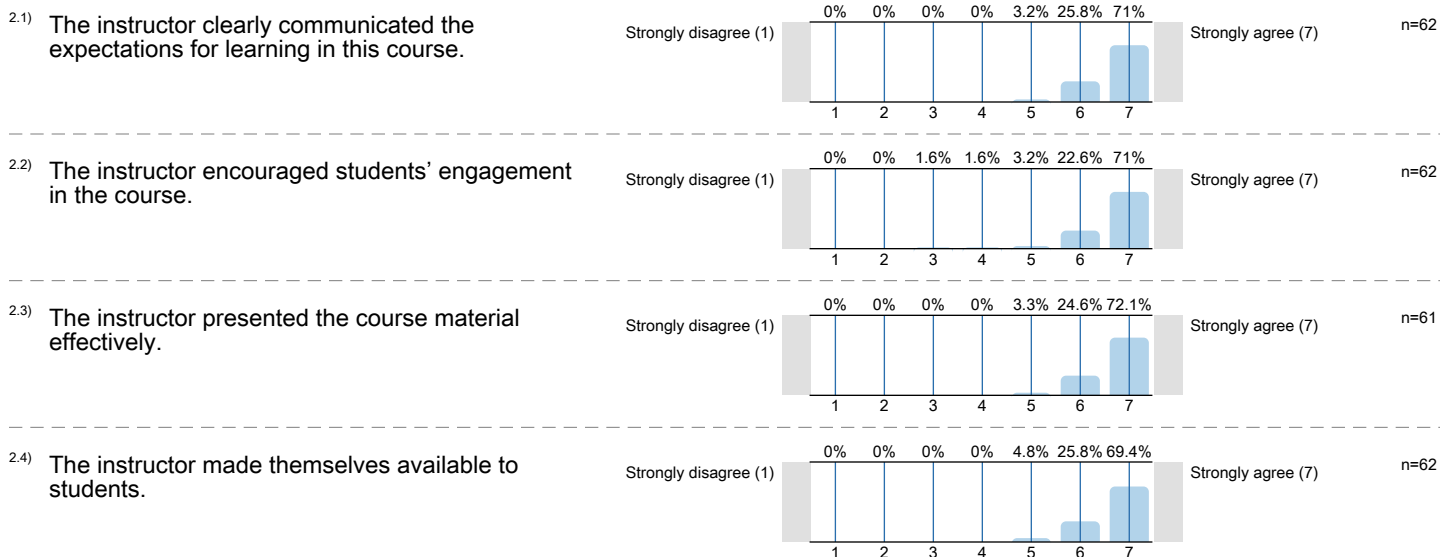 2.1) The instructor clearly communicated the
expectations for learning in this course.
Strongly disagree (1)
0% 0% 0% 0% 3.2% 25.8% 71%
1 2 3 4 5 6 7
Strongly agree (7)
n=62
2.2) The instructor encouraged students’ engagement
in the course.
Strongly disagree (1)
0% 0% 1.6% 1.6% 3.2% 22.6% 71%
1 2 3 4 5 6 7
Strongly agree (7)
n=62
2.3) The instructor presented the course material
effectively.
Strongly disagree (1)
0% 0% 0% 0% 3.3% 24.6% 72.1%
1 2 3 4 5 6 7
Strongly agree (7)
n=61
2.4) The instructor made themselves available to
students.
Strongly disagree (1)
0% 0% 0% 0% 4.8% 25.8% 69.4%
1 2 3 4 5 6 7
Strongly agree (7)
n=62